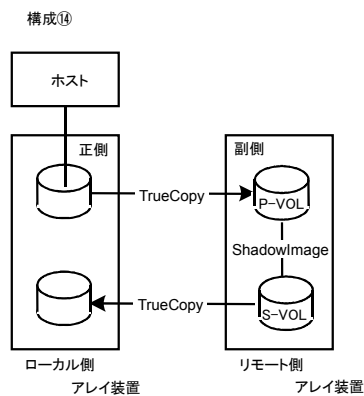 構成⑭
ホスト
正側
副側
TrueCopy
P-VOL
ShadowImage
TrueCopy
S-VOL
ローカル側
アレイ装置
リモート側
アレイ装置